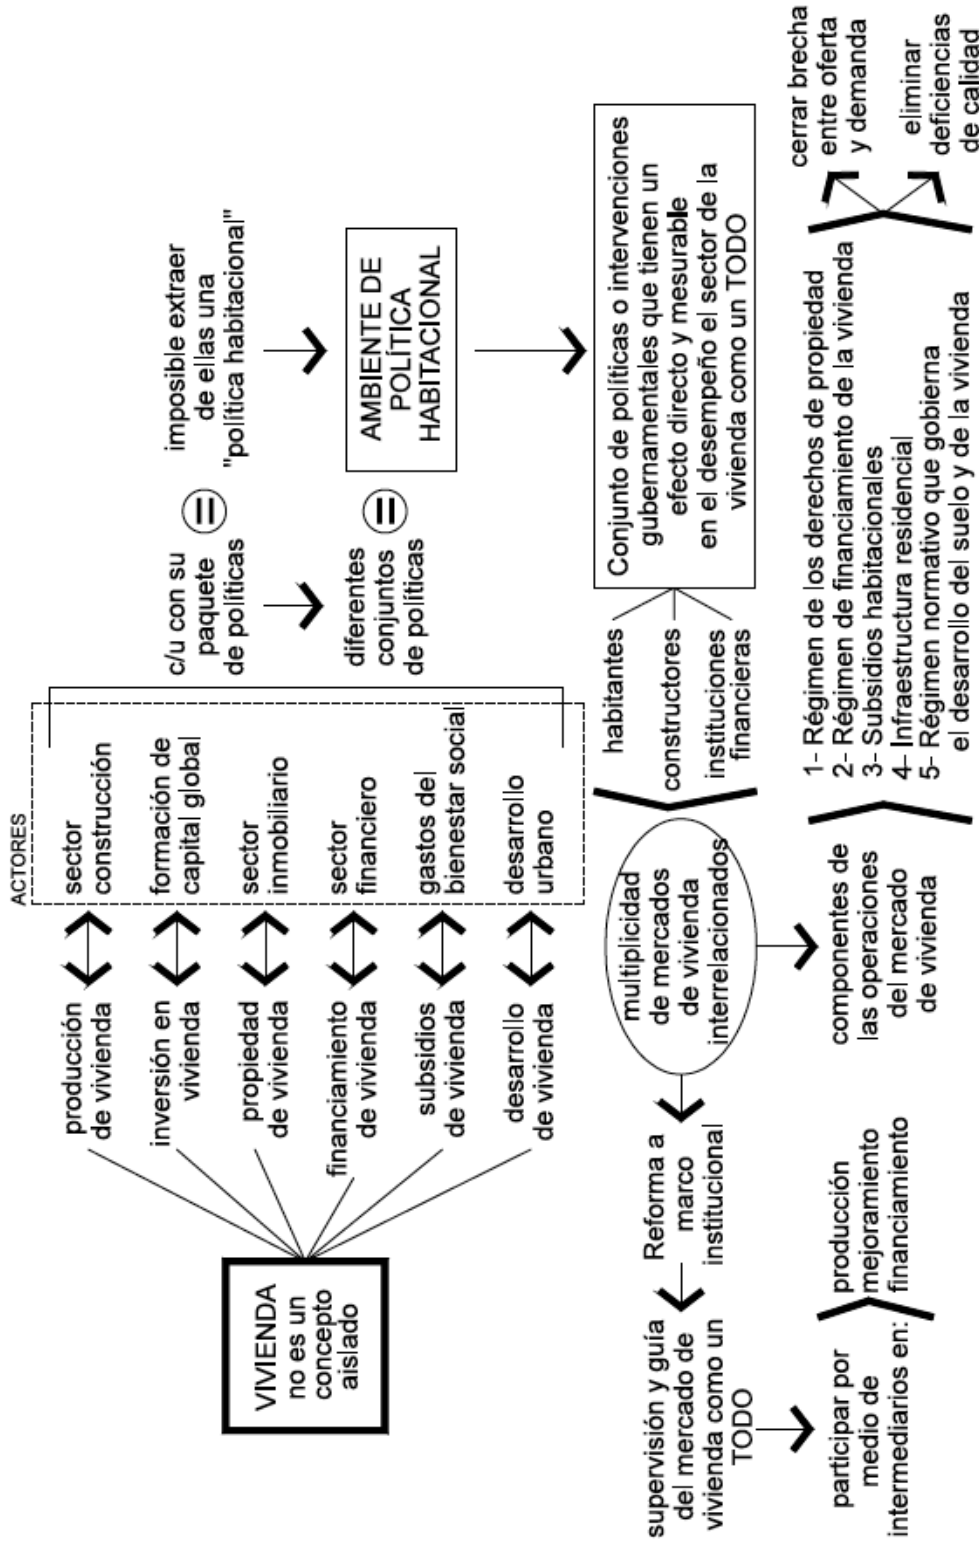 VIVIENDA
no es un
concepto
aislado
producción
de vivienda
inversión en
vivienda
propiedad
de vivienda
financiamiento
de vivienda
subsidios
de vivienda
desarrollo
de vivienda
ACTORES
sector
construcción
formación de
capital global
sector
inmobiliario
sector
financiero
gastos del
bienestar social
desarrollo
urbano
c/u con su
paquete
de políticas
=
imposible extraer
de ellas una
"política habitacional"
diferentes
conjuntos
de políticas
=
AMBIENTE DE
POLÍTICA
HABITACIONAL
supervisión y guía
del mercado de
vivienda como un
TODO
Reforma a
marco
institucional
multiplicidad
de mercados
de vivienda
interrelacionados
habitantes
constructores
instituciones
financieras
Conjunto de políticas o intervenciones
gubernamentales que tienen un
efecto directo y mesurable
en el desempeño el sector de la
vivienda como un TODO
participar por
medio de
intermediarios en:
producción
mejoramiento
financiamiento
componentes de
las operaciones
del mercado
de vivienda
1- Régimen de los derechos de propiedad
2- Régimen de financiamiento de la vivienda
3- Subsidios habitacionales
4- Infraestructura residencial
5- Régimen normativo que gobierna
el desarrollo del suelo y de la vivienda
cerrar brecha
entre oferta
y demanda
eliminar
deficiencias
de calidad